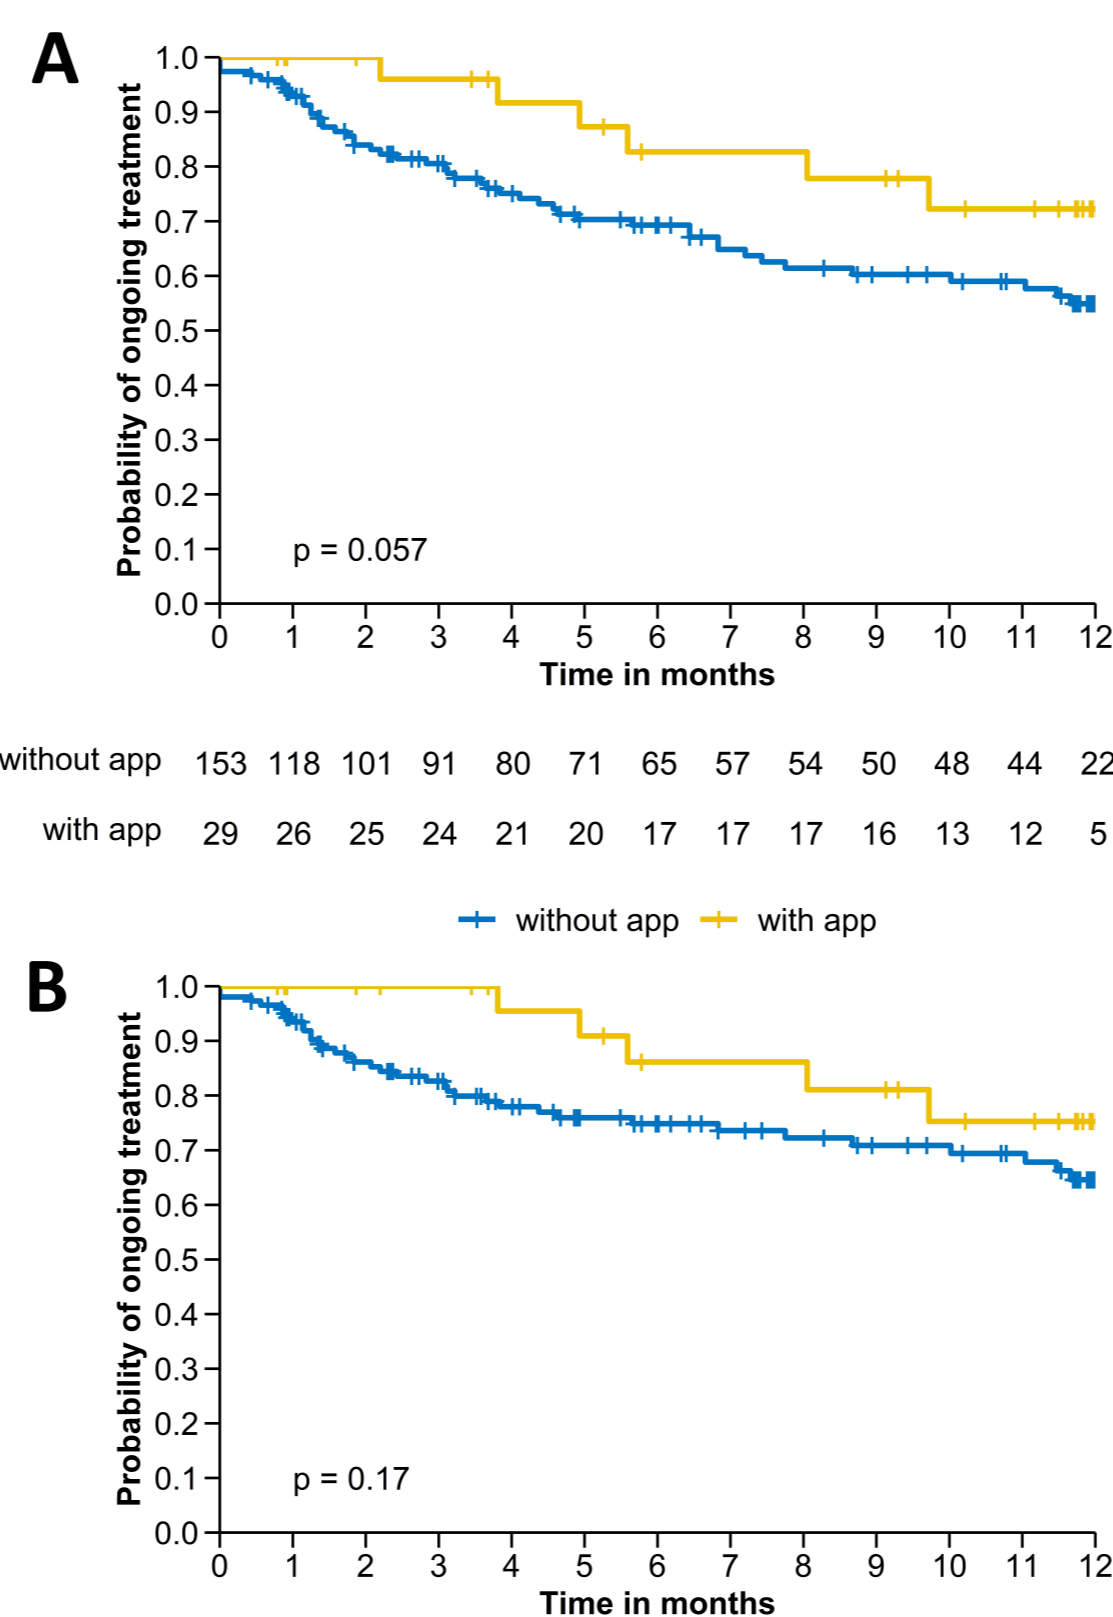 A
Probability of ongoing treatment
1.0
0.9
0.8
0.7
0.6
0.5
0.4
0.3
0.2
0.1
0.0
p = 0.057
0 1 2 3 4 5 6 7 8 9 10 11 12
Time in months
without app 153 118 101 91 80 71 65 57 54 50 48 44 22
with app 29 26 25 24 21 20 17 17 17 16 13 12 5
without app with app
B
Probability of ongoing treatment
1.0
0.9
0.8
0.7
0.6
0.5
0.4
0.3
0.2
0.1
0.0
p = 0.17
0 1 2 3 4 5 6 7 8 9 10 11 12
Time in months